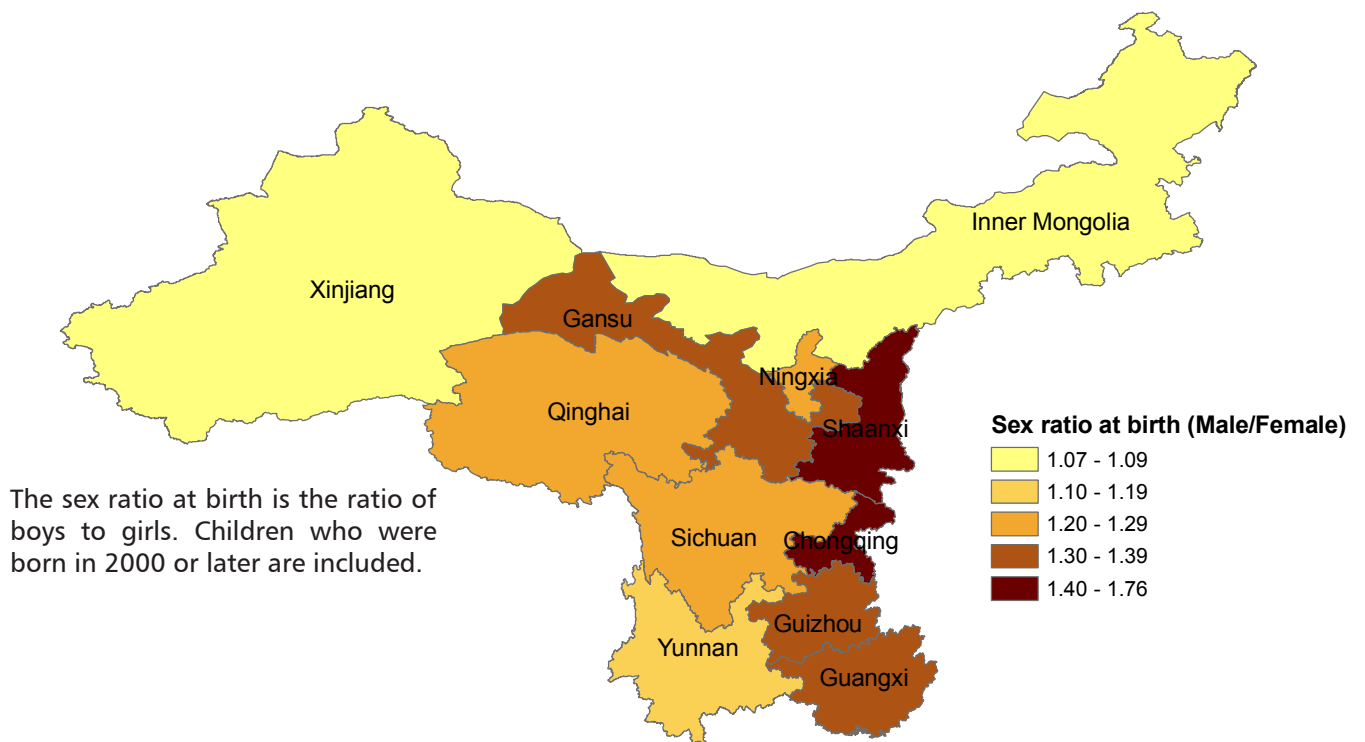 Inner Mongolia
Xinjiang
Gansu
Ningxia
Qinghai
Shaanxi
Sex ratio at birth (Male/Female)
1.07 - 1.09
1.10 - 1.19
1.20 - 1.29
1.30 - 1.39
1.40 - 1.76
The sex ratio at birth is the ratio of
boys to girls. Children who were
born in 2000 or later are included.
Sichuan
Chongqing
Guizhou
Yunnan
Guangxi